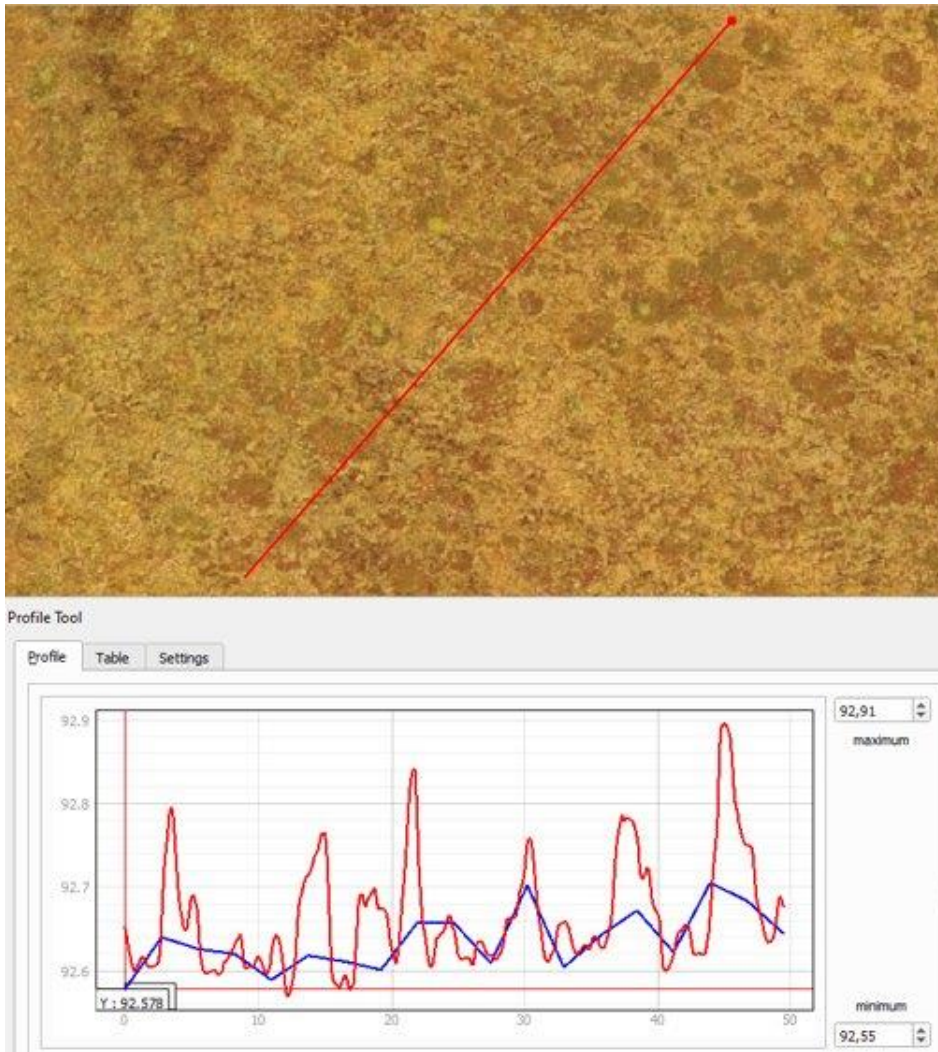 Profile Tool
Profile Table Settings
92.9
92.8
92.7
92.6
Y : 92.578
0 10 20 30 40 50
92,91
maximum
minimum
92,55